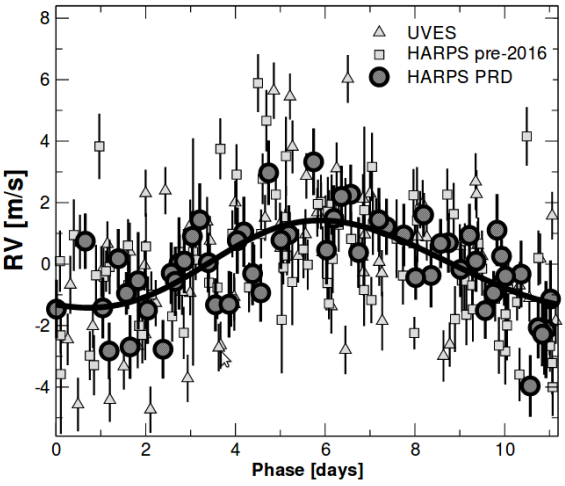 8
6
4
2
0
-2
-4
RV [m/s]
UVES
HARPS pre-2016
HARPS PRD
0 2 4 6 8 10
Phase [days]